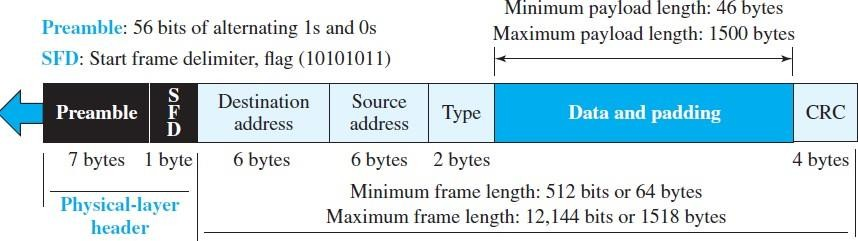 Preamble: 56 bits of alternating 1s and 0s
SFD: Start frame delimiter, flag (10101011)
Minimum payload length: 46 bytes
Maximum payload length: 1500 bytes
Preamble
SFD
Destination
address
Source
address
Type
Data and padding
CRC
7 bytes
1 byte
6 bytes
6 bytes
2 bytes
4 bytes
Physical-layer
header
Minimum frame length: 512 bits or 64 bytes
Maximum frame length: 12,144 bits or 1518 bytes